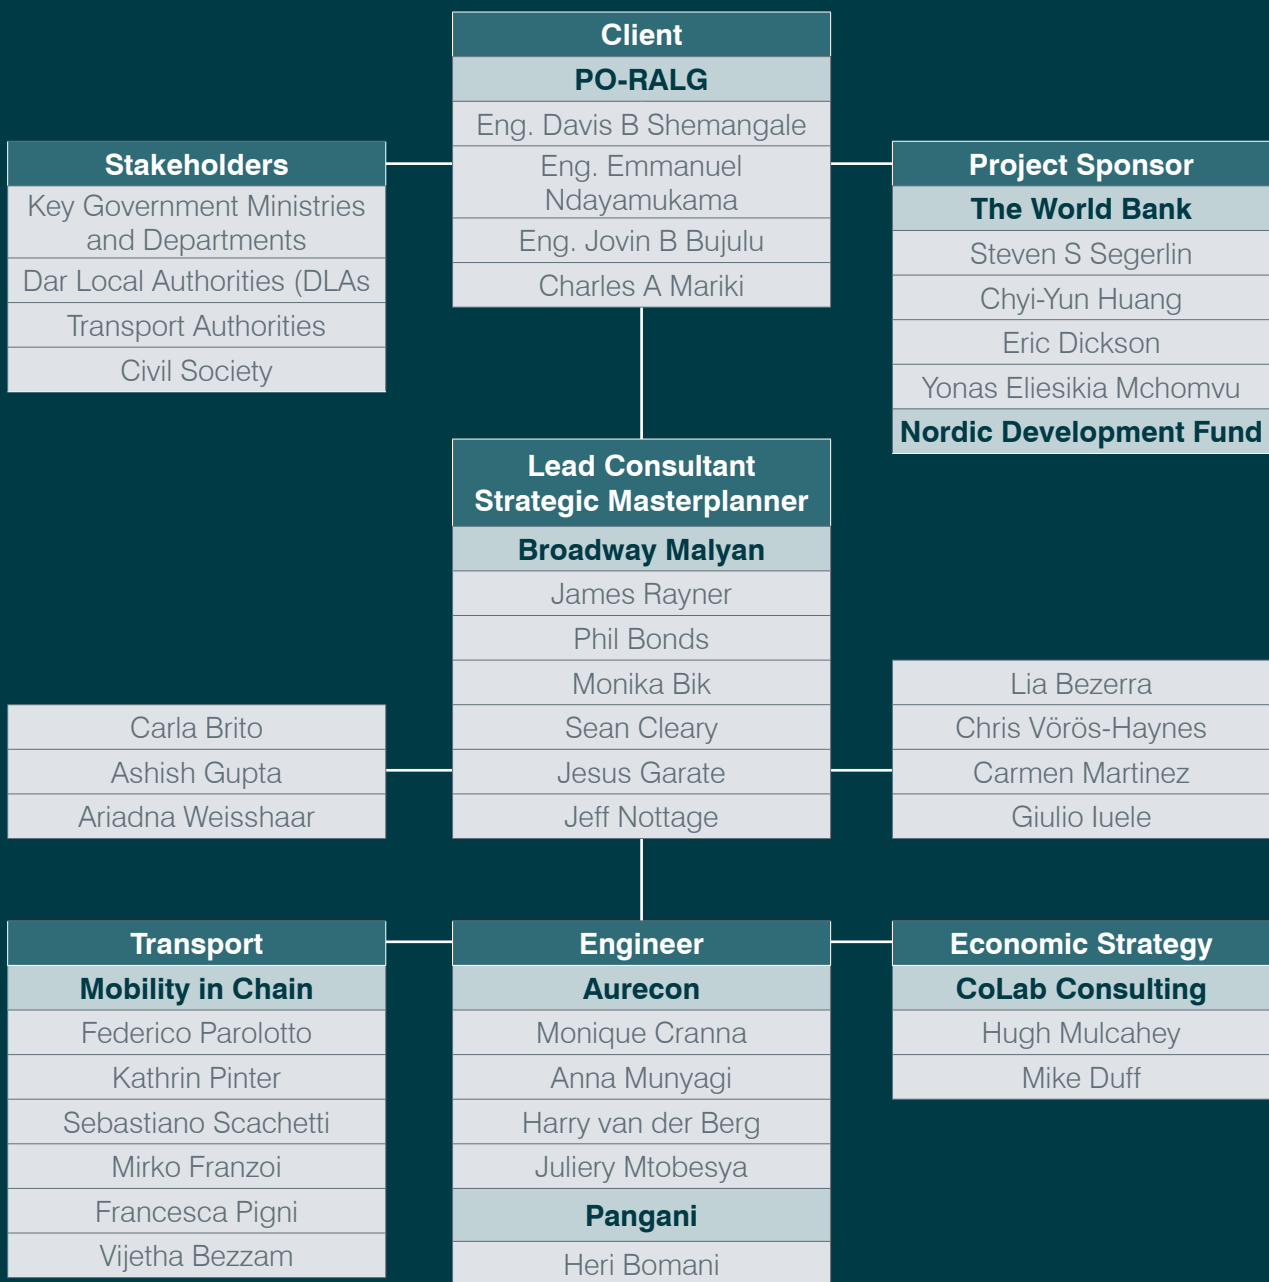 Client
PO-RALG
Eng. Davis B Shemangale
Eng. Emmanuel
Ndayamukama
Eng. Jovin B Bujulu
Charles A Mariki
Stakeholders
Key Government Ministries
and Departments
Dar Local Authorities (DLAs
Transport Authorities
Civil Society
Project Sponsor
The World Bank
Steven S Segerlin
Chyi-Yun Huang
Eric Dickson
Yonas Eliesikia Mchomvu
Nordic Development Fund
Lead Consultant
Strategic Masterplanner
Broadway Malyan
James Rayner
Phil Bonds
Monika Bik
Sean Cleary
Jesus Garate
Jeff Nottage
Carla Brito
Ashish Gupta
Ariadna Weisshaar
Lia Bezerra
Chris Vörös-Haynes
Carmen Martinez
Giulio Iuele
Transport
Mobility in Chain
Federico Parolotto
Kathrin Pinter
Sebastiano Scachetti
Mirko Franzoi
Francesca Pigni
Vijetha Bezzam
Engineer
Aurecon
Monique Cranna
Anna Munyagi
Harry van der Berg
Juliery Mtobesya
Pangani
Heri Bomani
Economic Strategy
CoLab Consulting
Hugh Mulcahey
Mike Duff